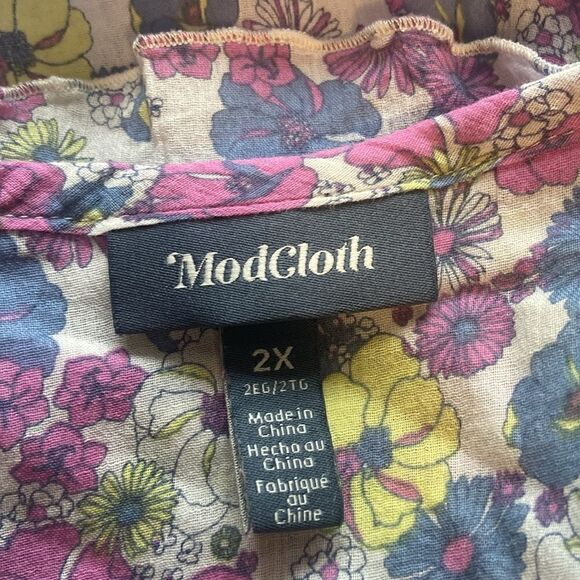 ModCloth
2X
2EG/2TG
Made in
China
Hecho au
China
Fabriqué
au
Chine